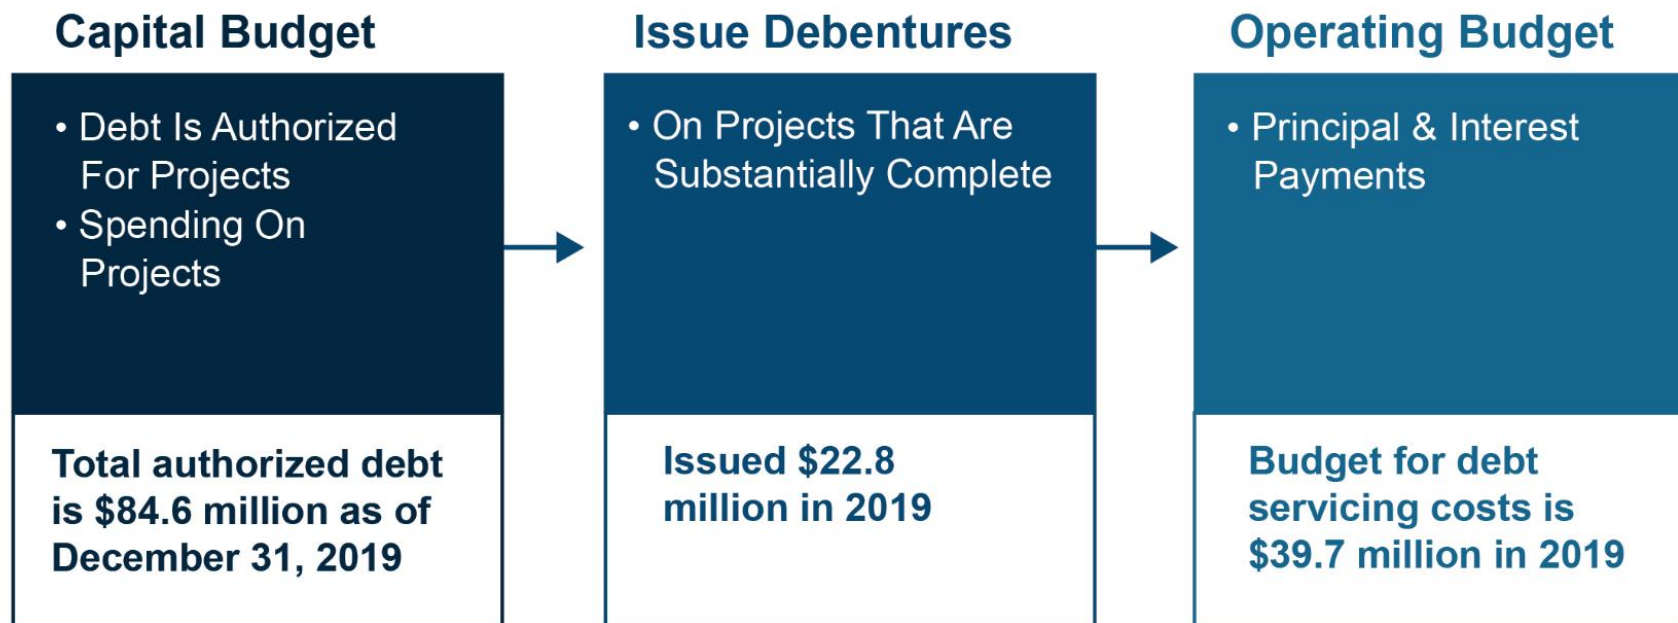 Capital Budget
• Debt Is Authorized
For Projects
• Spending On
Projects
Total authorized debt
is $84.6 million as of
December 31, 2019
Issue Debentures
• On Projects That Are
Substantially Complete
Issued $22.8
million in 2019
Operating Budget
• Principal & Interest
Payments
Budget for debt
servicing costs is
$39.7 million in 2019